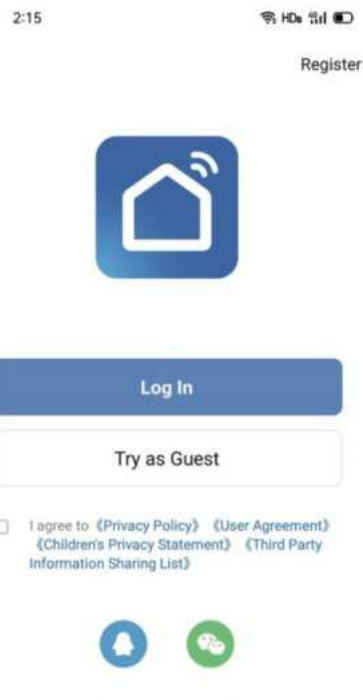 2:15
Register
Log In
Try as Guest
I agree to 《Privacy Policy》 《User Agreement》
《Children's Privacy Statement》 《Third Party
Information Sharing List》